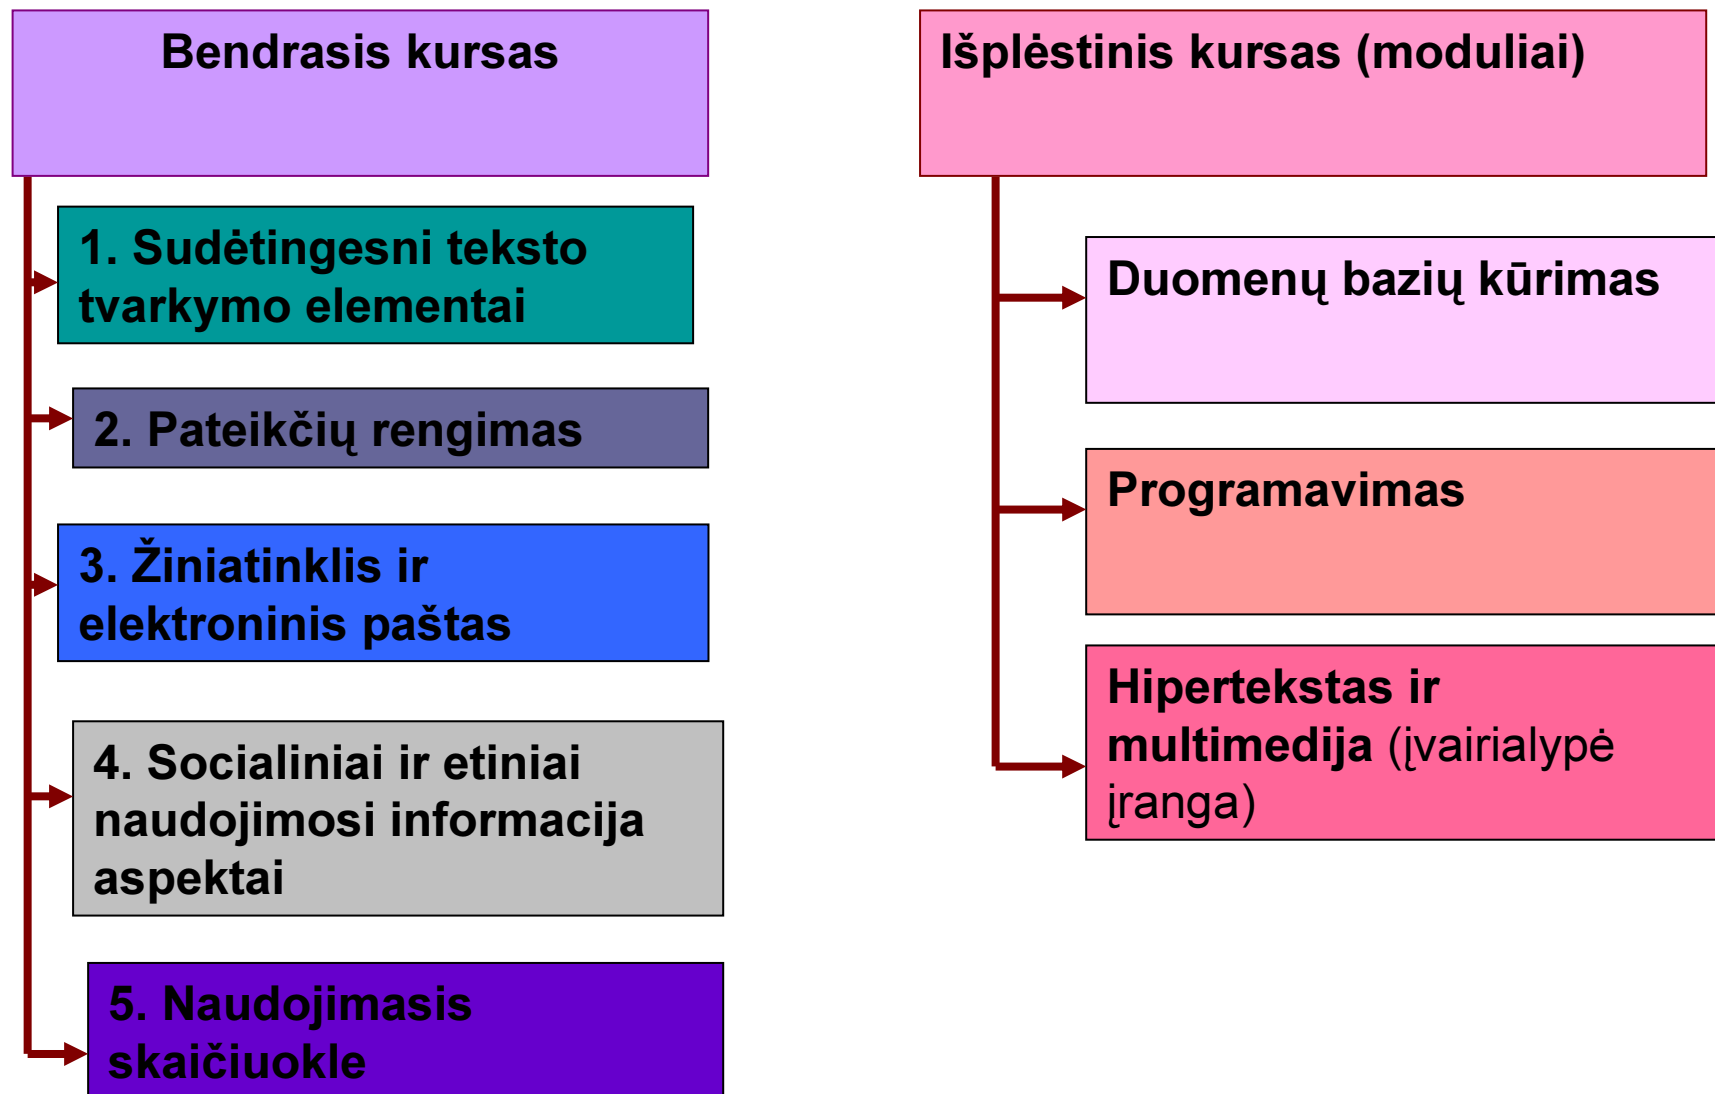 Bendrasis kursas
1. Sudėtingesni teksto
tvarkymo elementai
2. Pateikčių rengimas
3. Žiniatinklis ir
elektroninis paštas
4. Socialiniai ir etiniai
naudojimosi informacija
aspektai
5. Naudojimasis
skaičiuokle
Išplėstinis kursas (moduliai)
Duomenų bazių kūrimas
Programavimas
Hipertekstas ir
multimedija (įvairialypė
įranga)